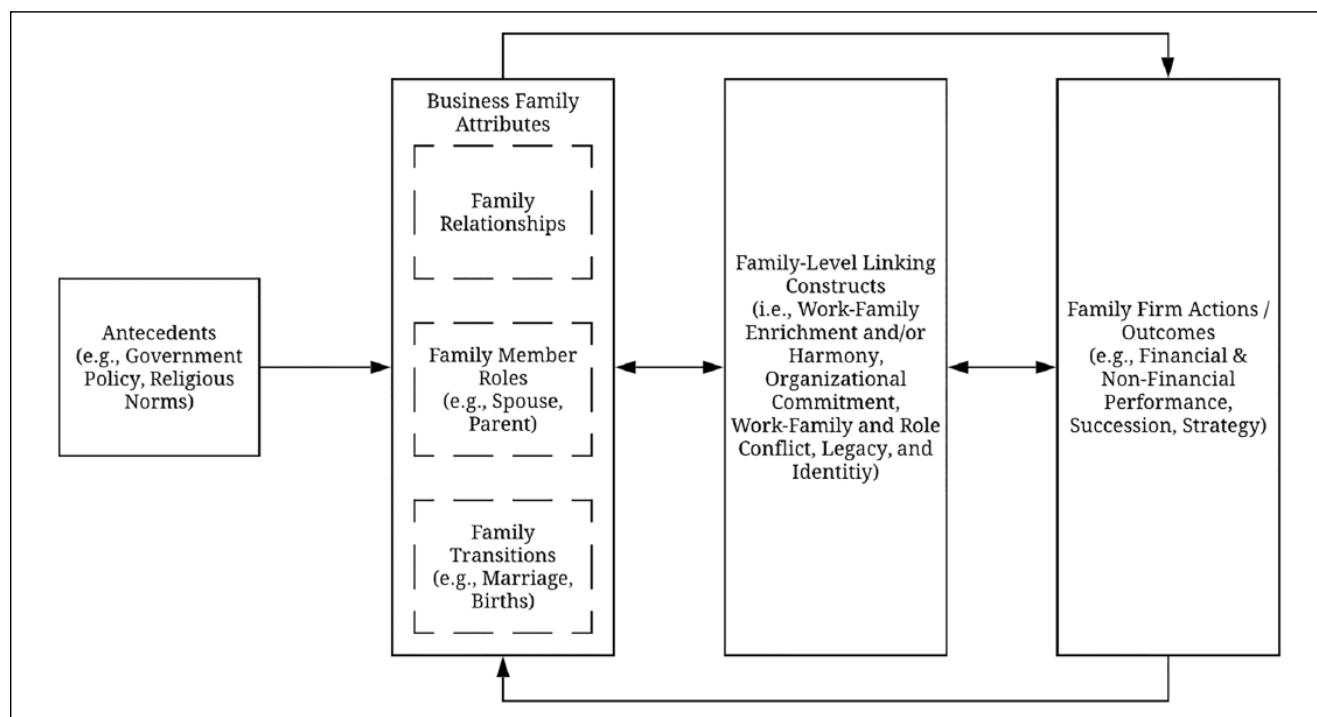 Antecedents
(e.g., Government
Policy, Religious
Norms)
Business Family
Attributes
Family
Relationships
Family Member
Roles
(e.g., Spouse,
Parent)
Family
Transitions
(e.g., Marriage,
Births)
Family-Level Linking
Constructs
(i.e., Work-Family
Enrichment and/or
Harmony,
Organizational
Commitment,
Work-Family and Role
Conflict, Legacy, and
Identitiy)
Family Firm Actions /
Outcomes
(e.g., Financial &
Non-Financial
Performance,
Succession, Strategy)